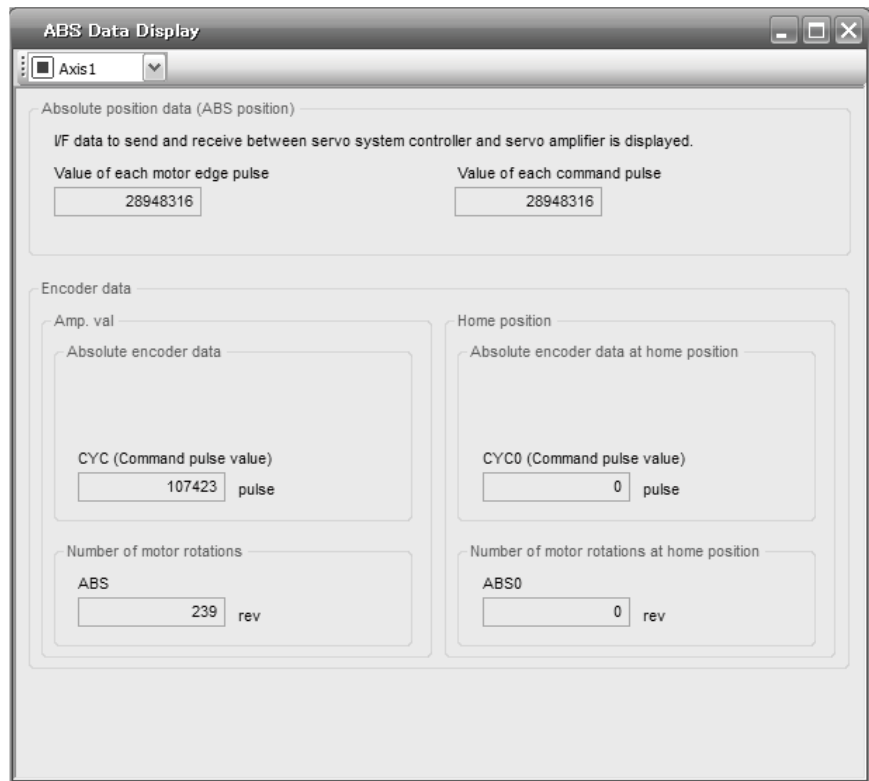 ABS Data Display
Axis1
Absolute position data (ABS position)
I/F data to send and receive between servo system controller and servo amplifier is displayed.
Value of each motor edge pulse
Value of each command pulse
28948316
28948316
Encoder data
Amp. val
Home position
Absolute encoder data
Absolute encoder data at home position
CYC (Command pulse value)
CYC0 (Command pulse value)
107423 pulse
0 pulse
Number of motor rotations
Number of motor rotations at home position
ABS
ABS0
239 rev
0 rev